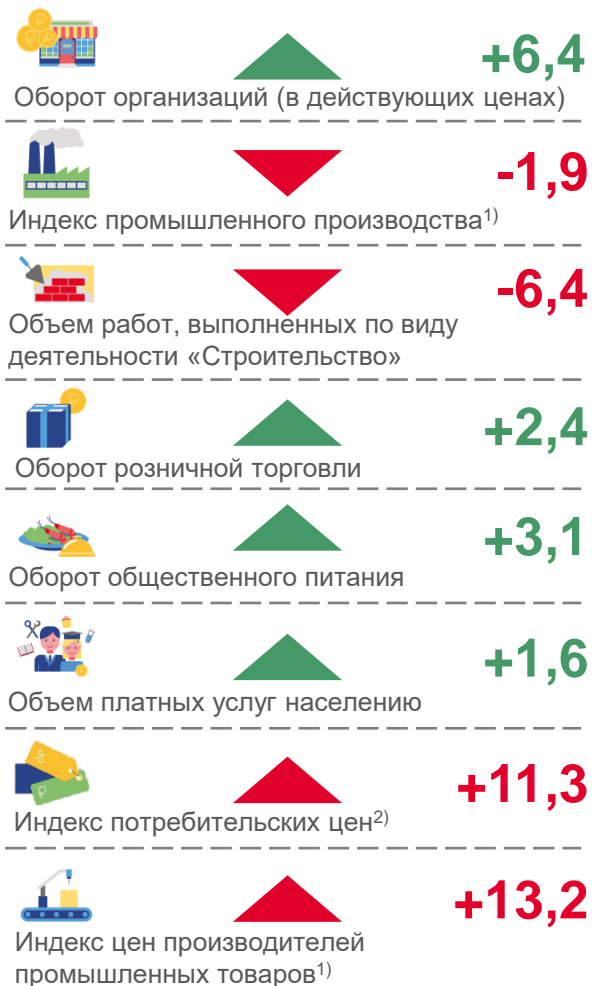 +6,4
Оборот организаций (в действующих ценах)
-1,9
Индекс промышленного производства1)
-6,4
Объем работ, выполненных по виду
деятельности «Строительство»
+2,4
Оборот розничной торговли
+3,1
Оборот общественного питания
+1,6
Объем платных услуг населению
+11,3
Индекс потребительских цен2)
+13,2
Индекс цен производителей
промышленных товаров1)